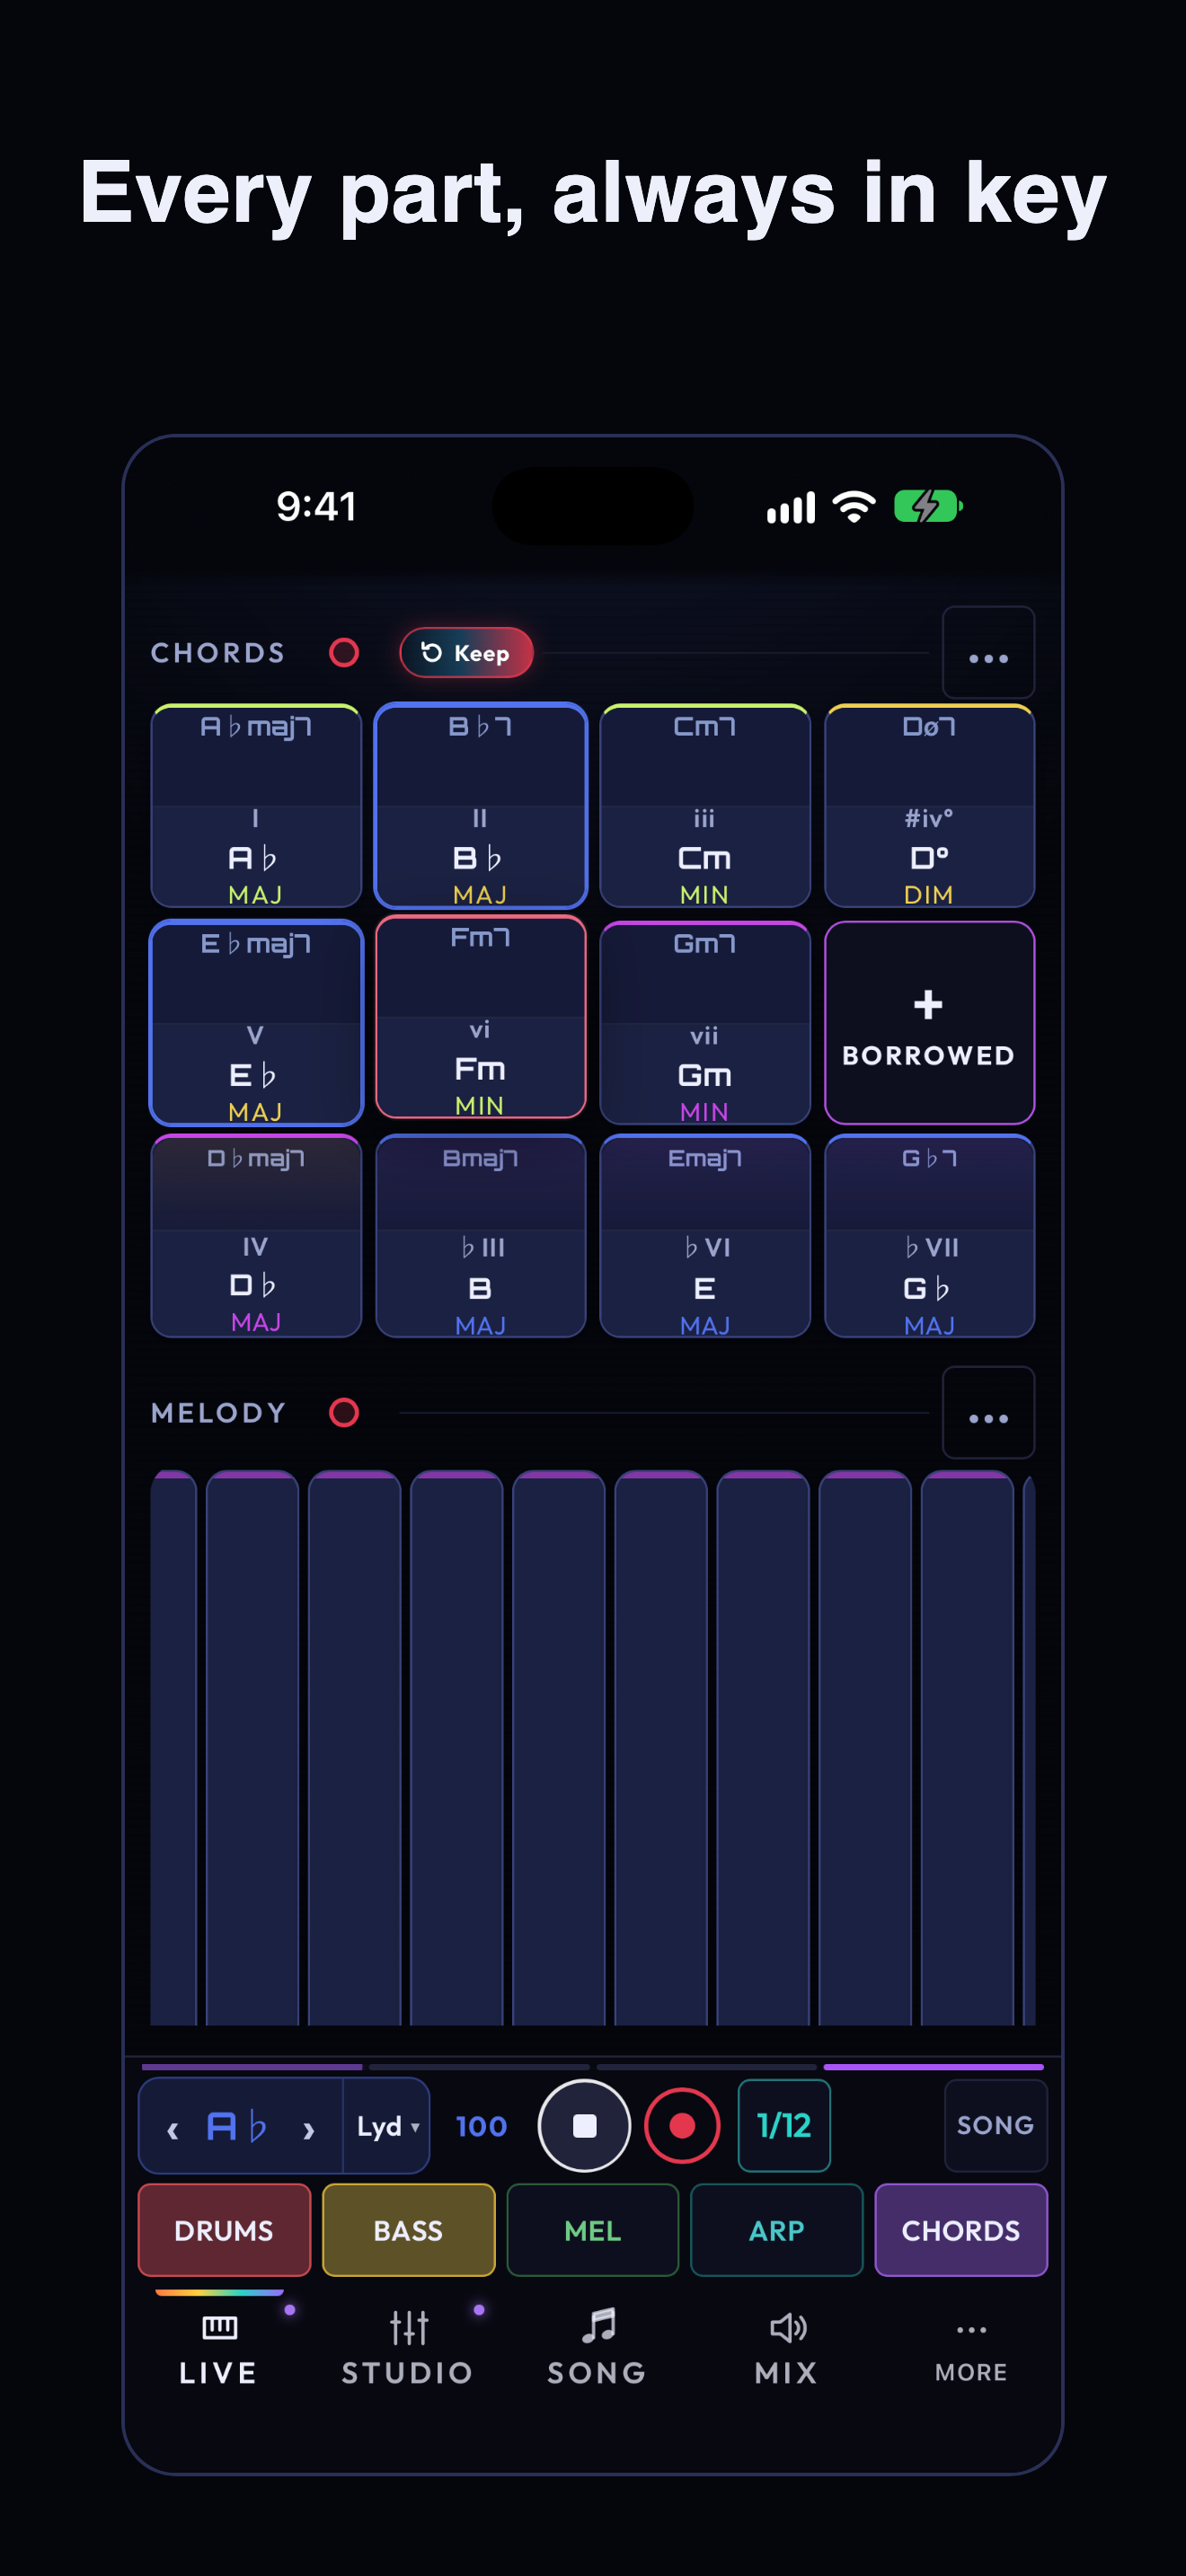 Every part, always in key
9:41
CHORDS
Keep
...
A♭maj7
B♭7
Cm7
Dø7
I
II
iii
#iv°
A♭
B♭
Cm
D°
MAJ
MAJ
MIN
DIM
E♭maj7
Fm7
Gm7
V
vi
vii
+
E♭
Fm
Gm
BORROWED
MAJ
MIN
MIN
D♭maj7
Bmaj7
Emaj7
G♭7
IV
♭III
♭VI
♭VII
D♭
B
E
G♭
MAJ
MAJ
MAJ
MAJ
MELODY
...
‹ A♭ ›
Lyd ▾
100
1/12
SONG
DRUMS
BASS
MEL
ARP
CHORDS
LIVE
STUDIO
SONG
MIX
MORE